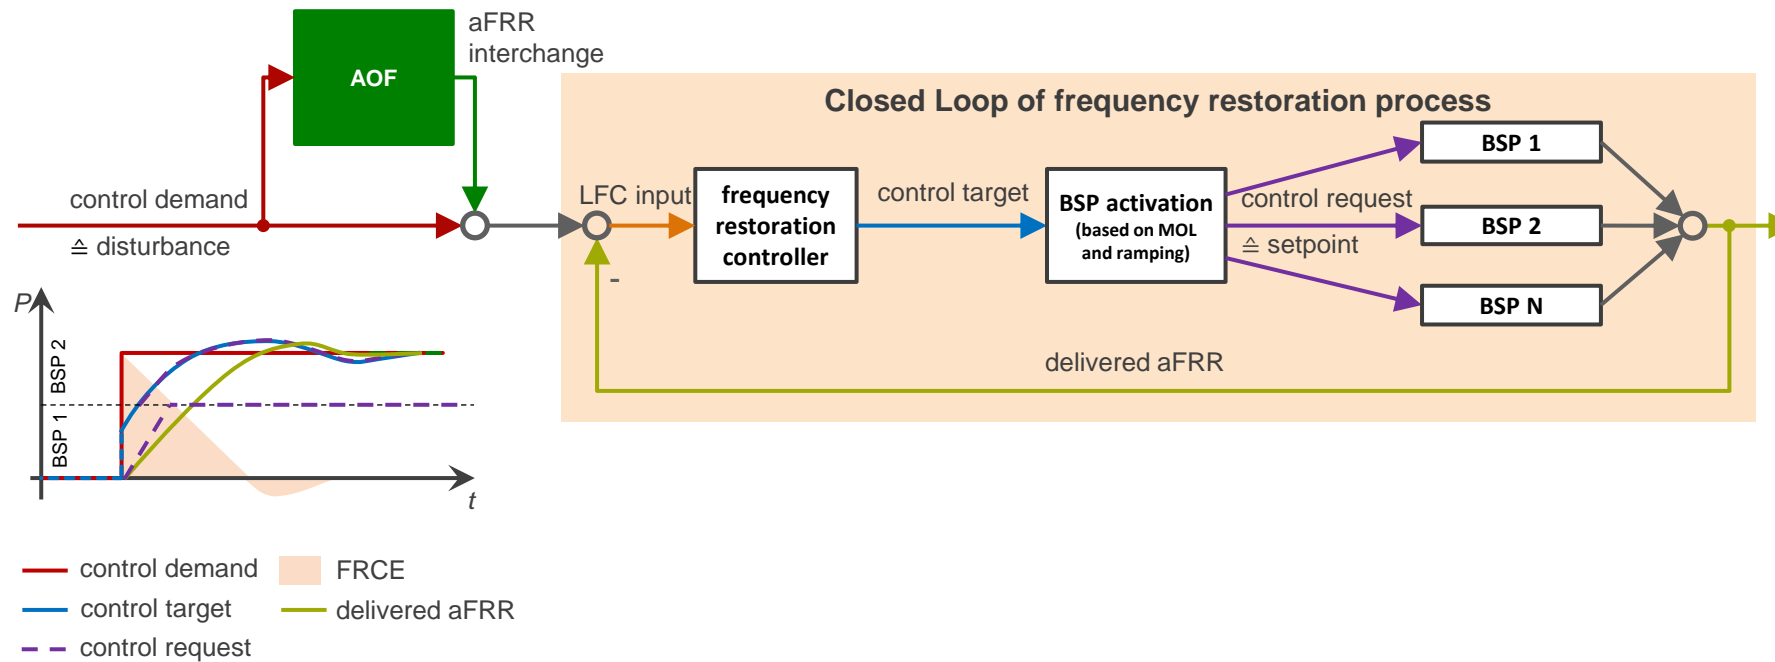 aFRR
interchange
AOF
Closed Loop of frequency restoration process
control demand
≙ disturbance
LFC input
frequency
restoration
controller
control target
BSP activation
(based on MOL
and ramping)
control request
≙ setpoint
BSP 1
BSP 2
BSP N
-
delivered aFRR
P
BSP 2
BSP 1
t
control demand
FRCE
control target
delivered aFRR
control request